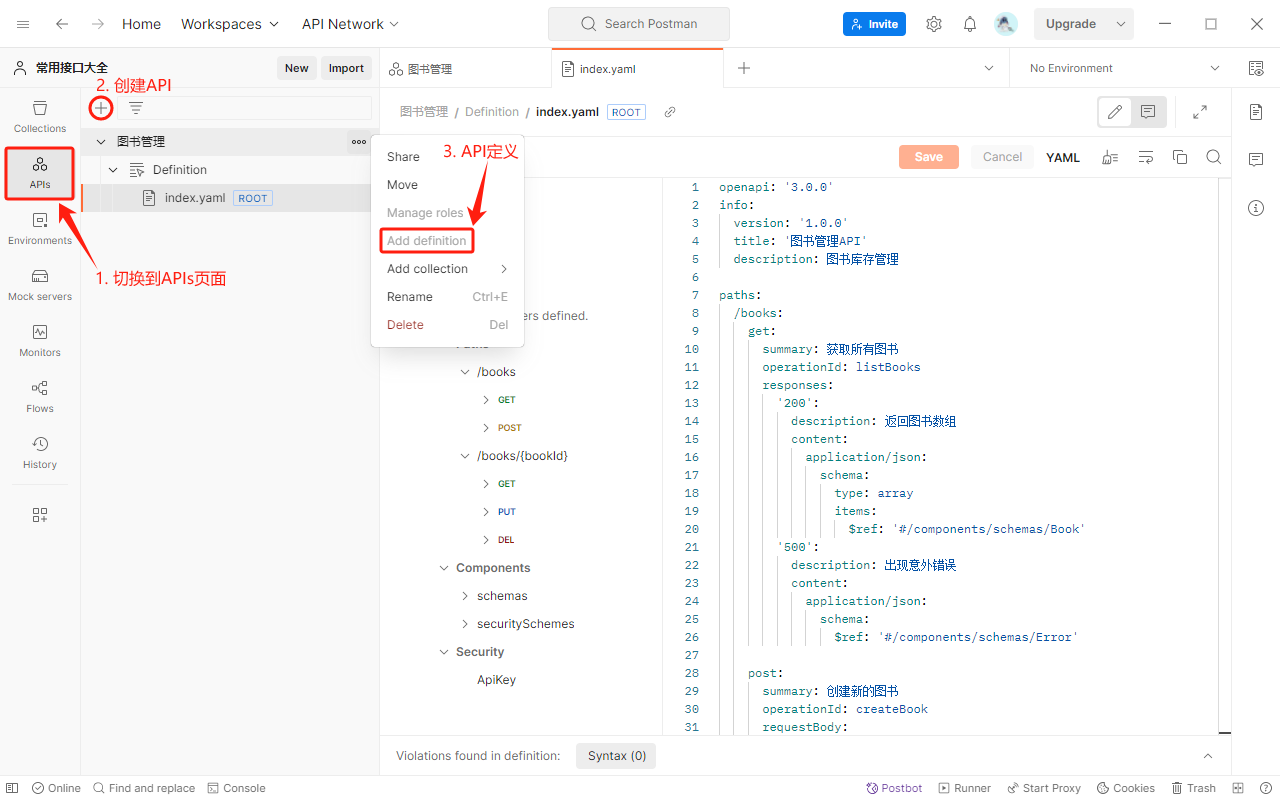 Home Workspaces API Network Search Postman Invite Upgrade
常用接口大全 New Import 图书管理 index.yaml No Environment
2. 创建API
图书管理 / Definition / index.yaml ROOT
Collections
图书管理
APIs
Definition
index.yaml ROOT
Environments
1. 切换到APIs页面
Mock servers
Monitors
Flows
History
Share
3. API定义
Move
Manage roles
Add definition
Add collection
Rename Ctrl+E
Delete Del
ers defined.
/books
GET
POST
/books/{bookId}
GET
PUT
DEL
Components
schemas
securitySchemes
Security
ApiKey
Save Cancel YAML
1 openapi: '3.0.0'
2 info:
3 version: '1.0.0'
4 title: '图书管理API'
5 description: 图书库存管理
6
7 paths:
8 /books:
9 get:
10 summary: 获取所有图书
11 operationId: listBooks
12 responses:
13 '200':
14 description: 返回图书数组
15 content:
16 application/json:
17 schema:
18 type: array
19 items:
20 $ref: '#/components/schemas/Book'
21 '500':
22 description: 出现意外错误
23 content:
24 application/json:
25 schema:
26 $ref: '#/components/schemas/Error'
27
28 post:
29 summary: 创建新的图书
30 operationId: createBook
31 requestBody:
Violations found in definition: Syntax (0)
Online Find and replace Console Postbot Runner Start Proxy Cookies Trash